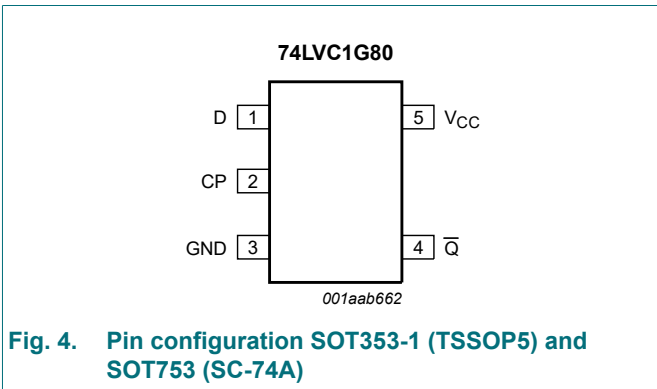 74LVC1G80
D 1 5 VCC
CP 2
GND 3 4 Q̅
001aab662
Fig. 4. Pin configuration SOT353-1 (TSSOP5) and
SOT753 (SC-74A)